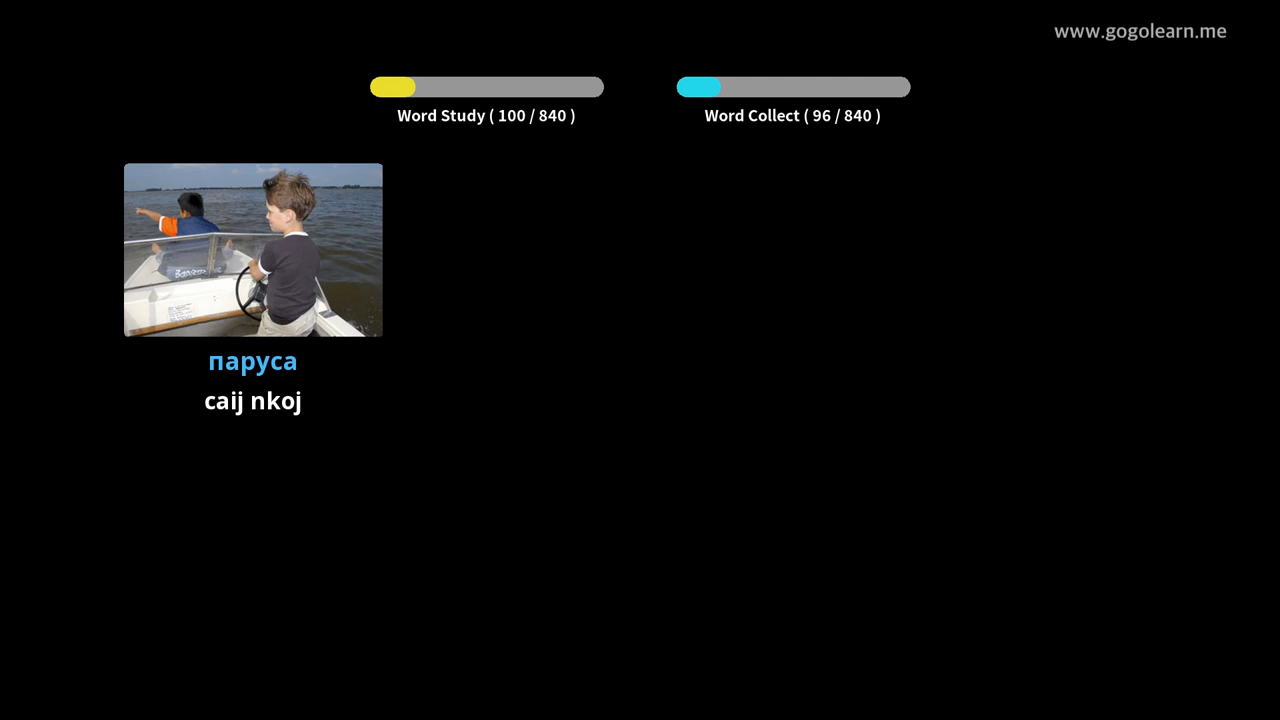 www.gogolearn.me
Word Study ( 100 / 840 )
Word Collect ( 96 / 840 )
паруса
caij nkoj